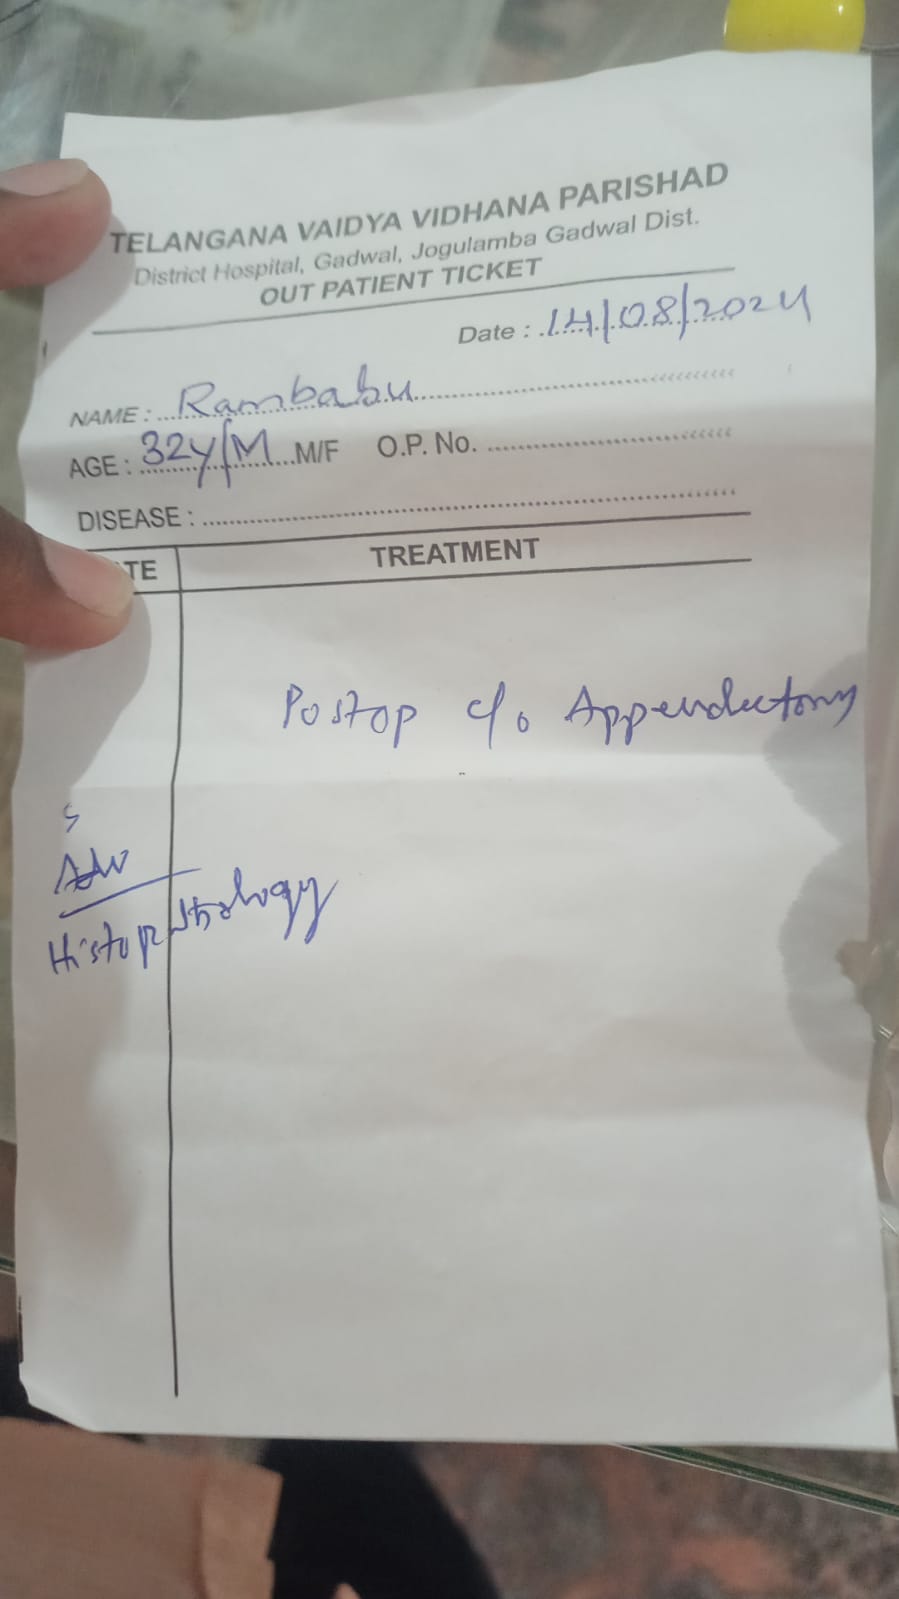 TELANGANA VAIDYA VIDHANA PARISHAD
District Hospital, Gadwal, Jogulamba Gadwal Dist.
OUT PATIENT TICKET
Date : 14/08/2024
NAME : Rambabu
AGE : 32y/M M/F O.P. No.
DISEASE :
TE TREATMENT
Postop c/o Appendectomy
Adv
Histopathology